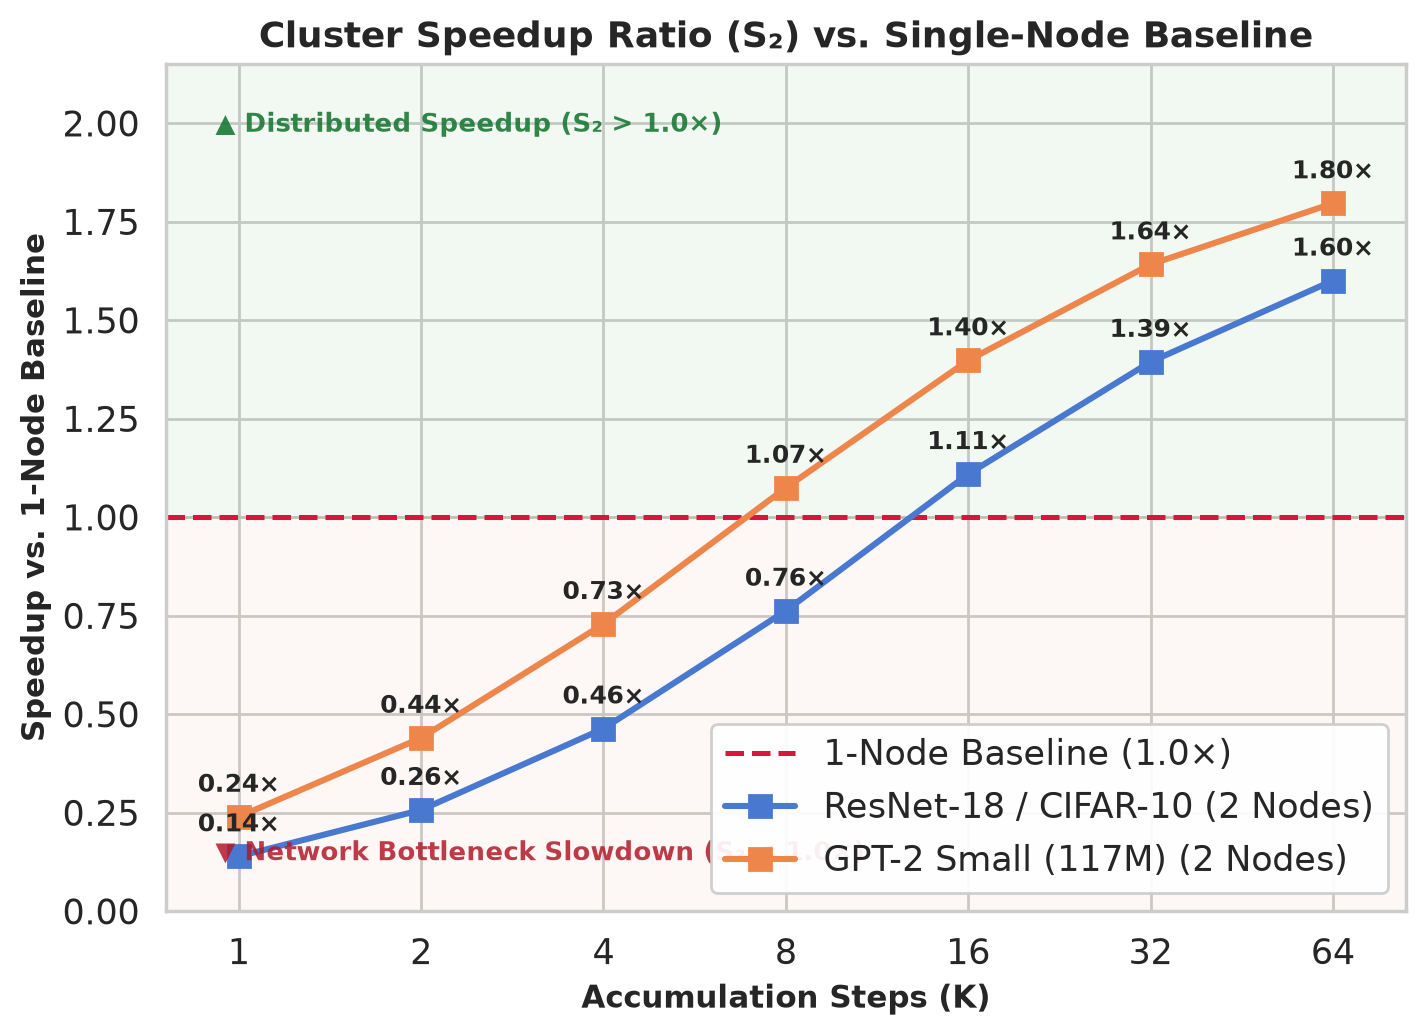 Cluster Speedup Ratio (S₂) vs. Single-Node Baseline
Speedup vs. 1-Node Baseline
2.00
1.75
1.50
1.25
1.00
0.75
0.50
0.25
0.00
▲ Distributed Speedup (S₂ > 1.0×)
1.80×
1.64×
1.60×
1.40×
1.39×
1.11×
1.07×
0.76×
0.73×
0.46×
0.44×
0.26×
0.24×
0.14×
▼ Network Bottleneck Slowdown (S₂ 1.0
1-Node Baseline (1.0×)
ResNet-18 / CIFAR-10 (2 Nodes)
GPT-2 Small (117M) (2 Nodes)
1 2 4 8 16 32 64
Accumulation Steps (K)